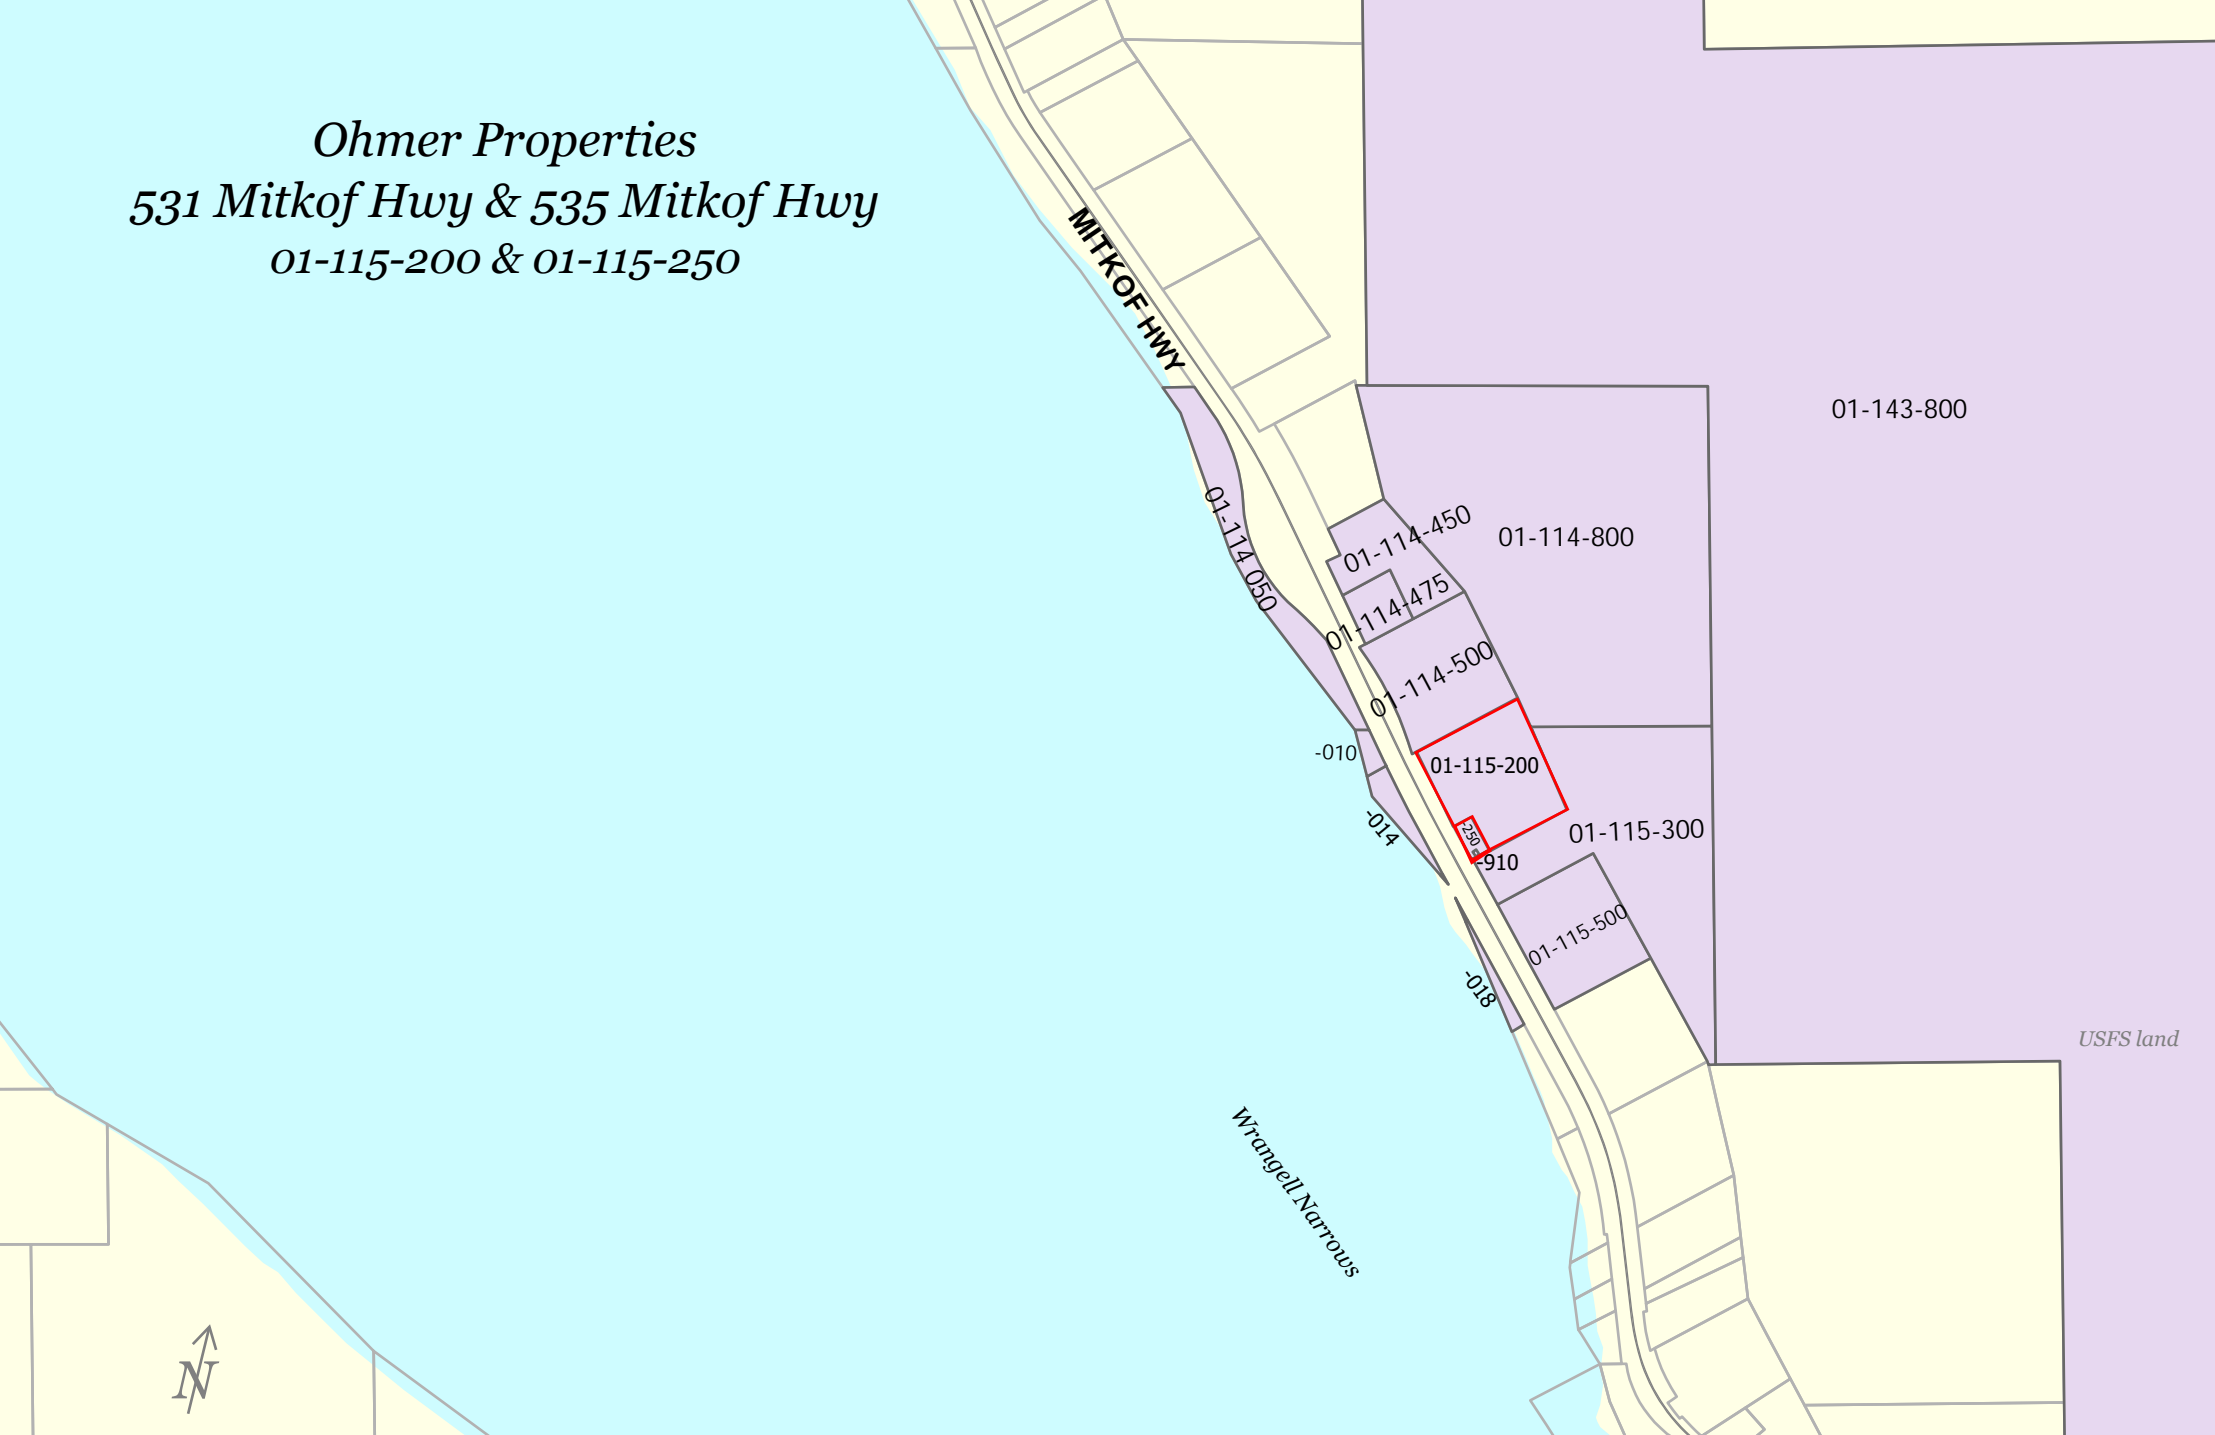 Ohmer Properties
531 Mitkof Hwy & 535 Mitkof Hwy
01-115-200 & 01-115-250
MITKOF HWY
01-143-800
01-114-450
01-114-800
01-114 050
01-114-475
01-114-500
-010
01-115-200
-014
-250
01-115-300
-910
01-115-500
-018
USFS land
Wrangell Narrows
N